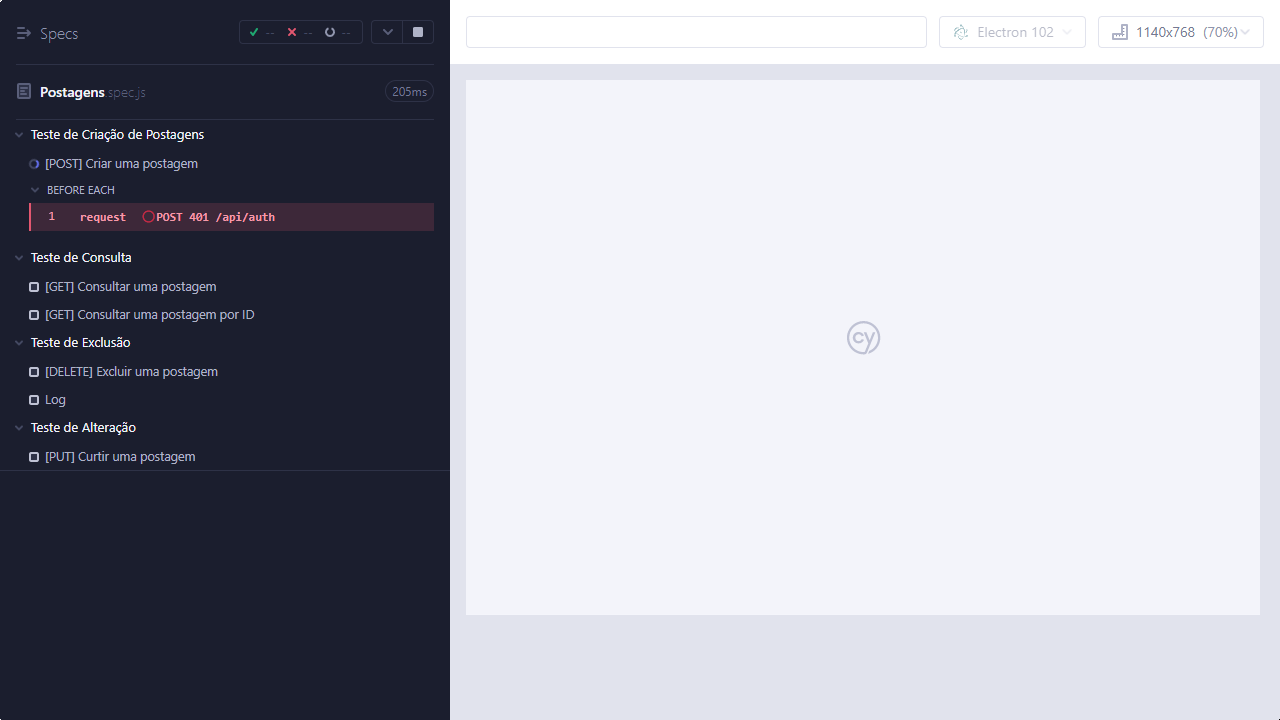 Specs
-- -- --
Electron 102
1140x768 (70%)
Postagens.spec.js
205ms
Teste de Criação de Postagens
[POST] Criar uma postagem
BEFORE EACH
1 request POST 401 /api/auth
Teste de Consulta
[GET] Consultar uma postagem
[GET] Consultar uma postagem por ID
Teste de Exclusão
[DELETE] Excluir uma postagem
Log
Teste de Alteração
[PUT] Curtir uma postagem
cy